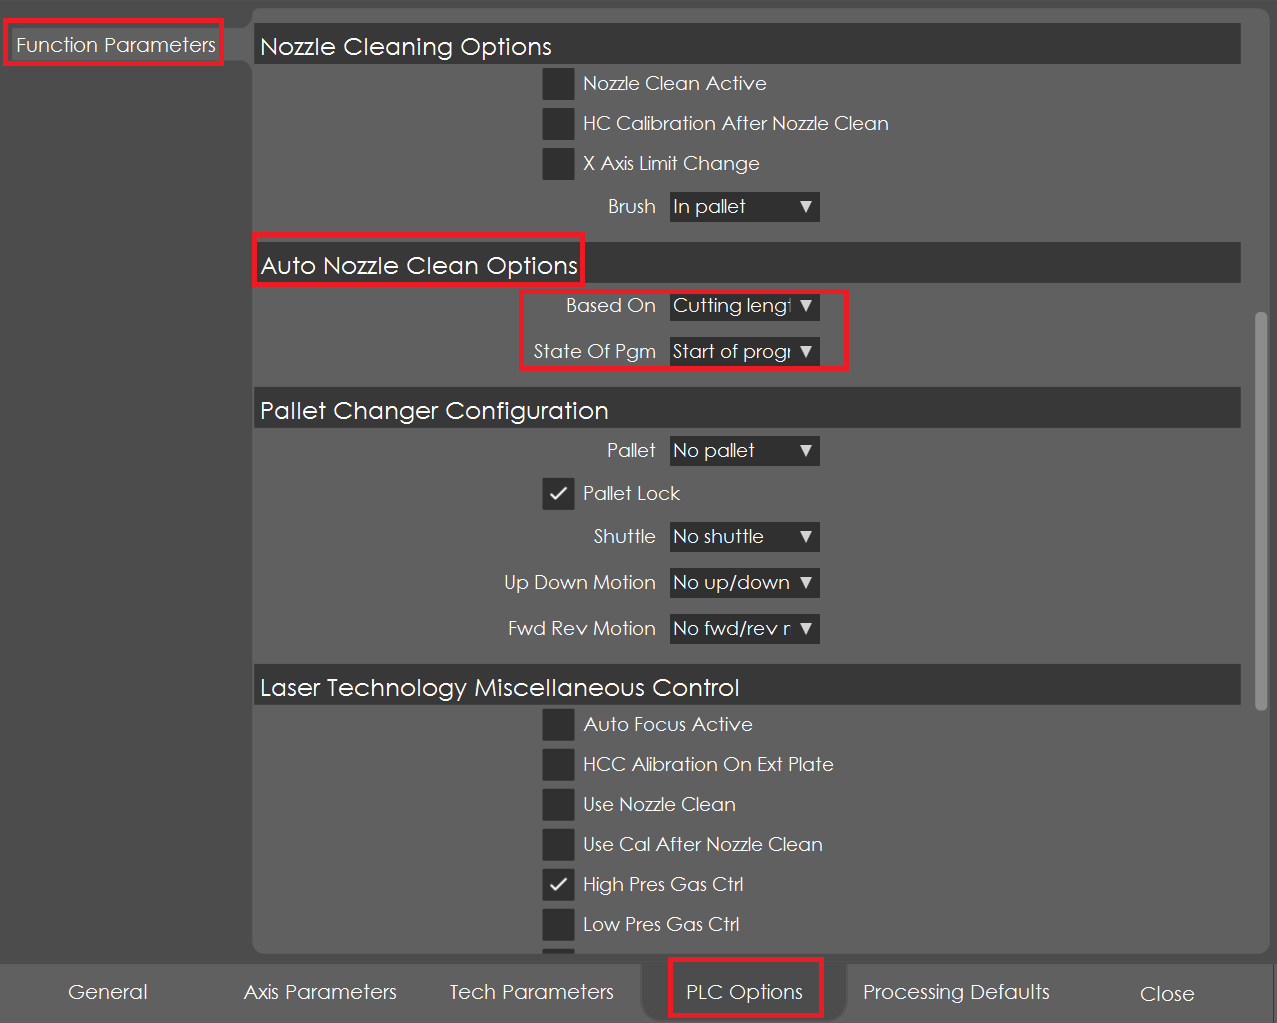 Function Parameters
Nozzle Cleaning Options
Nozzle Clean Active
HC Calibration After Nozzle Clean
X Axis Limit Change
Brush In pallet
Auto Nozzle Clean Options
Based On Cutting lengt
State Of Pgm Start of progr
Pallet Changer Configuration
Pallet No pallet
Pallet Lock
Shuttle No shuttle
Up Down Motion No up/down
Fwd Rev Motion No fwd/rev r
Laser Technology Miscellaneous Control
Auto Focus Active
HCC Alibration On Ext Plate
Use Nozzle Clean
Use Cal After Nozzle Clean
High Pres Gas Ctrl
Low Pres Gas Ctrl
General Axis Parameters Tech Parameters PLC Options Processing Defaults Close